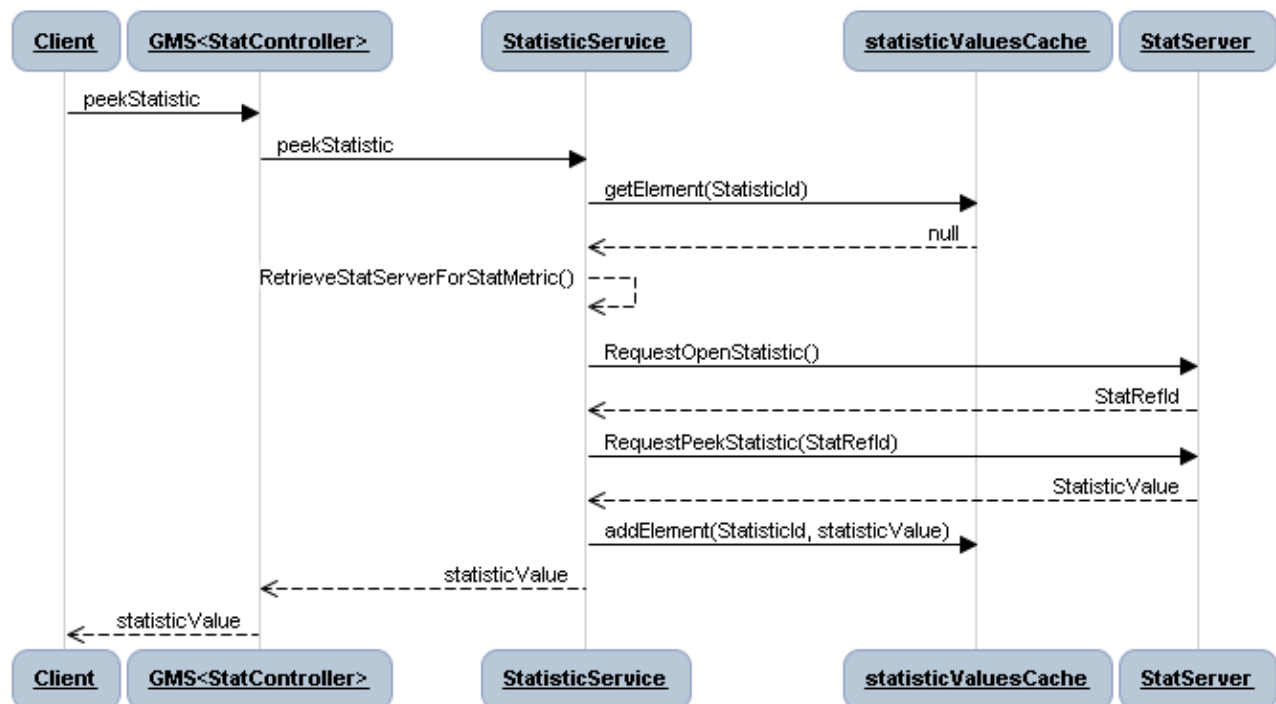 Client GMS<StatController> StatisticService statisticValuesCache StatServer
peekStatistic
peekStatistic
getElement(StatisticId)
null
RetrieveStatServerForStatMetric()
RequestOpenStatistic()
StatRefId
RequestPeekStatistic(StatRefId)
StatisticValue
addElement(StatisticId, statisticValue)
statisticValue
statisticValue
Client GMS<StatController> StatisticService statisticValuesCache StatServer